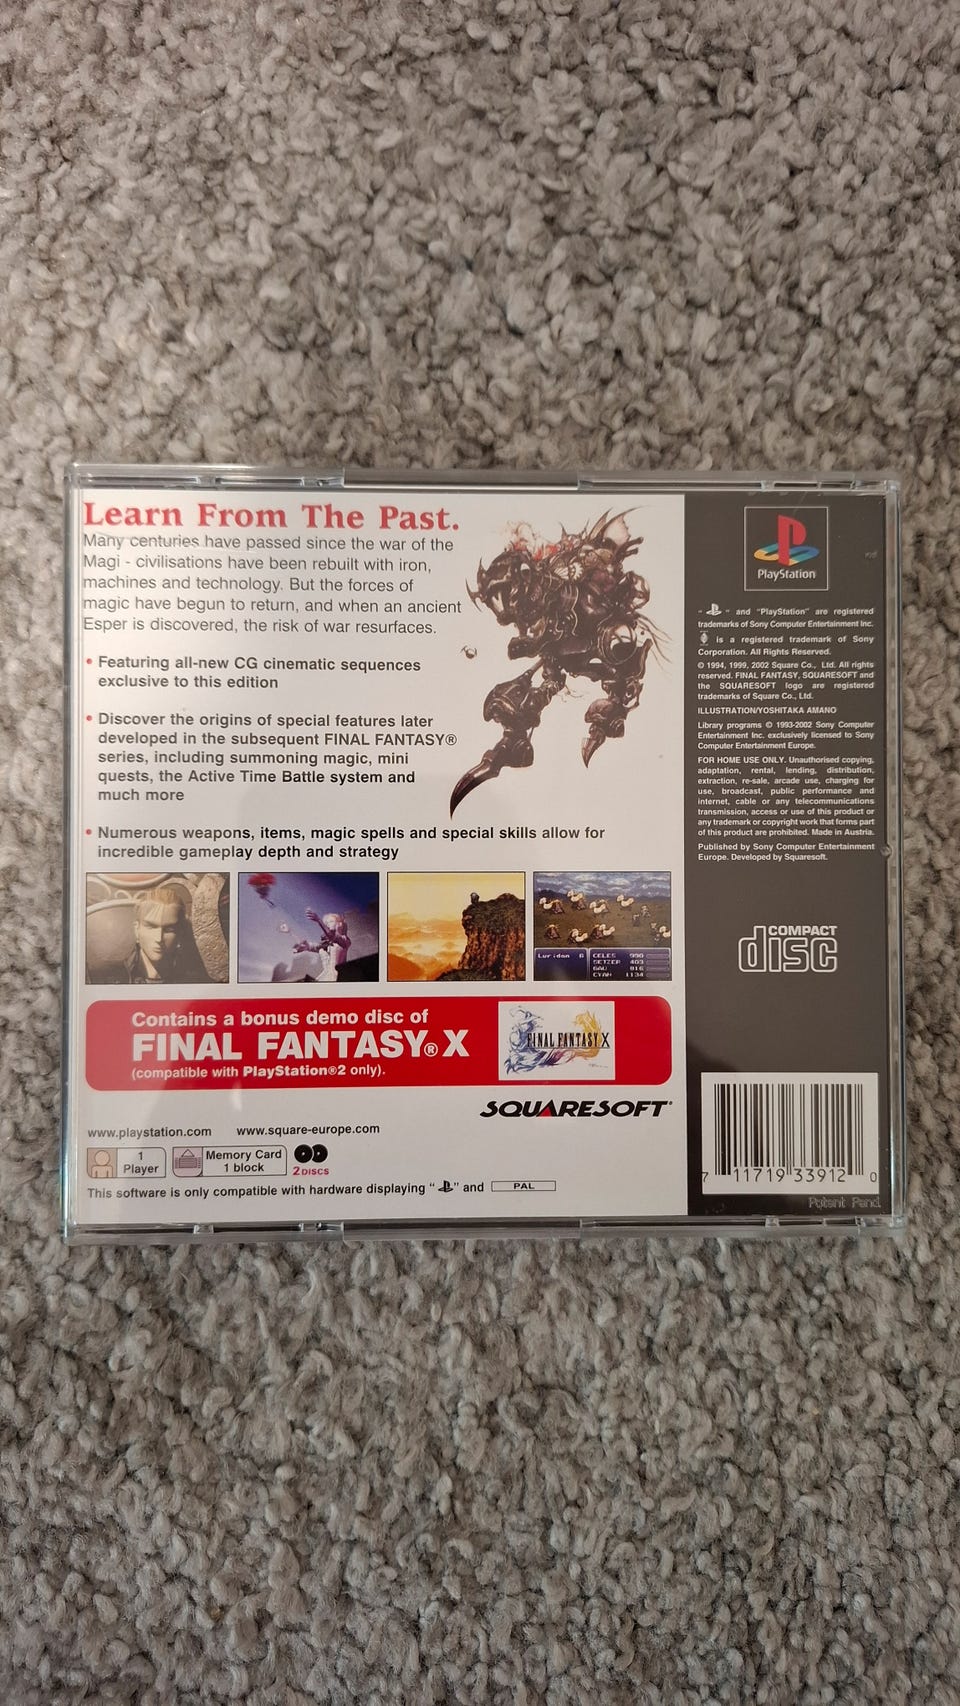 Learn From The Past.
Many centuries have passed since the war of the
Magi - civilisations have been rebuilt with iron,
machines and technology. But the forces of
magic have begun to return, and when an ancient
Esper is discovered, the risk of war resurfaces.
• Featuring all-new CG cinematic sequences
exclusive to this edition
• Discover the origins of special features later
developed in the subsequent FINAL FANTASY®
series, including summoning magic, mini
quests, the Active Time Battle system and
much more
• Numerous weapons, items, magic spells and special skills allow for
incredible gameplay depth and strategy
Luridan 6
CELES 990
SETZER 403
GAU 816
CYAN 1134
Contains a bonus demo disc of
FINAL FANTASY® X
(compatible with PlayStation®2 only).
FINAL FANTASY X
SQUARESOFT®
www.playstation.com www.square-europe.com
1
Player
Memory Card
1 block
2 DISCS
This software is only compatible with hardware displaying " " and PAL
PlayStation
" " and "PlayStation" are registered
trademarks of Sony Computer Entertainment Inc.
is a registered trademark of Sony
Corporation. All Rights Reserved.
© 1994, 1999, 2002 Square Co., Ltd. All rights
reserved. FINAL FANTASY, SQUARESOFT and
the SQUARESOFT logo are registered
trademarks of Square Co., Ltd.
ILLUSTRATION/YOSHITAKA AMANO
Library programs © 1993-2002 Sony Computer
Entertainment Inc. exclusively licensed to Sony
Computer Entertainment Europe.
FOR HOME USE ONLY. Unauthorised copying,
adaptation, rental, lending, distribution,
extraction, re-sale, arcade use, charging for
use, broadcast, public performance and
internet, cable or any telecommunications
transmission, access or use of this product or
any trademark or copyright work that forms part
of this product are prohibited. Made in Austria.
Published by Sony Computer Entertainment
Europe. Developed by Squaresoft.
COMPACT
disc
7 11719 33912 0
Patent Pend.